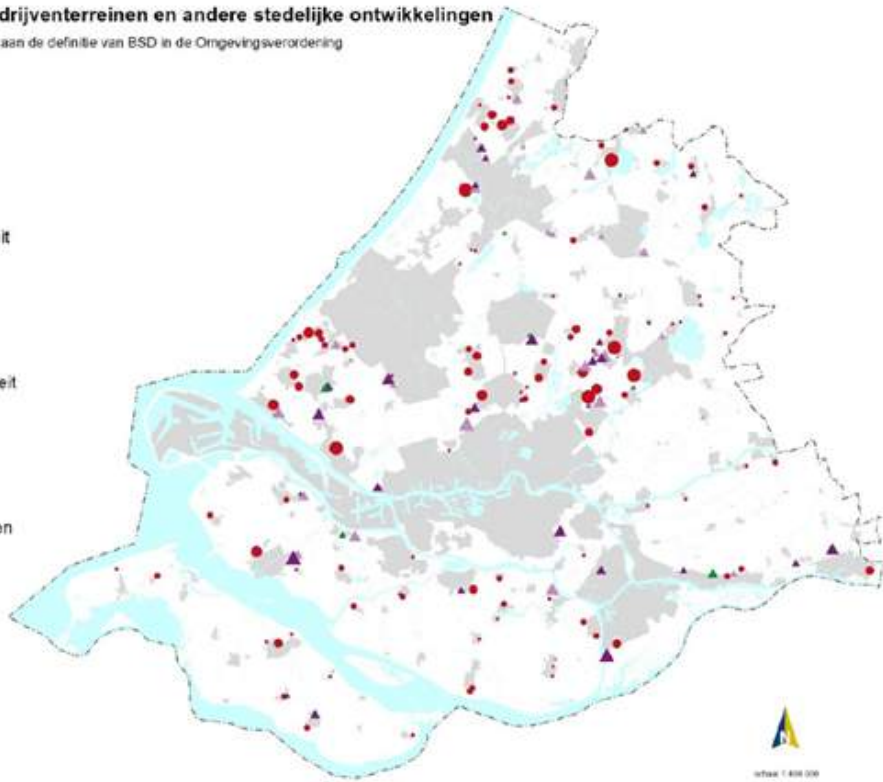 drijventerreinen en andere stedelijke ontwikkelingen
aan de definitie van BSD in de Omgevingsverordening
it
eit
en
N